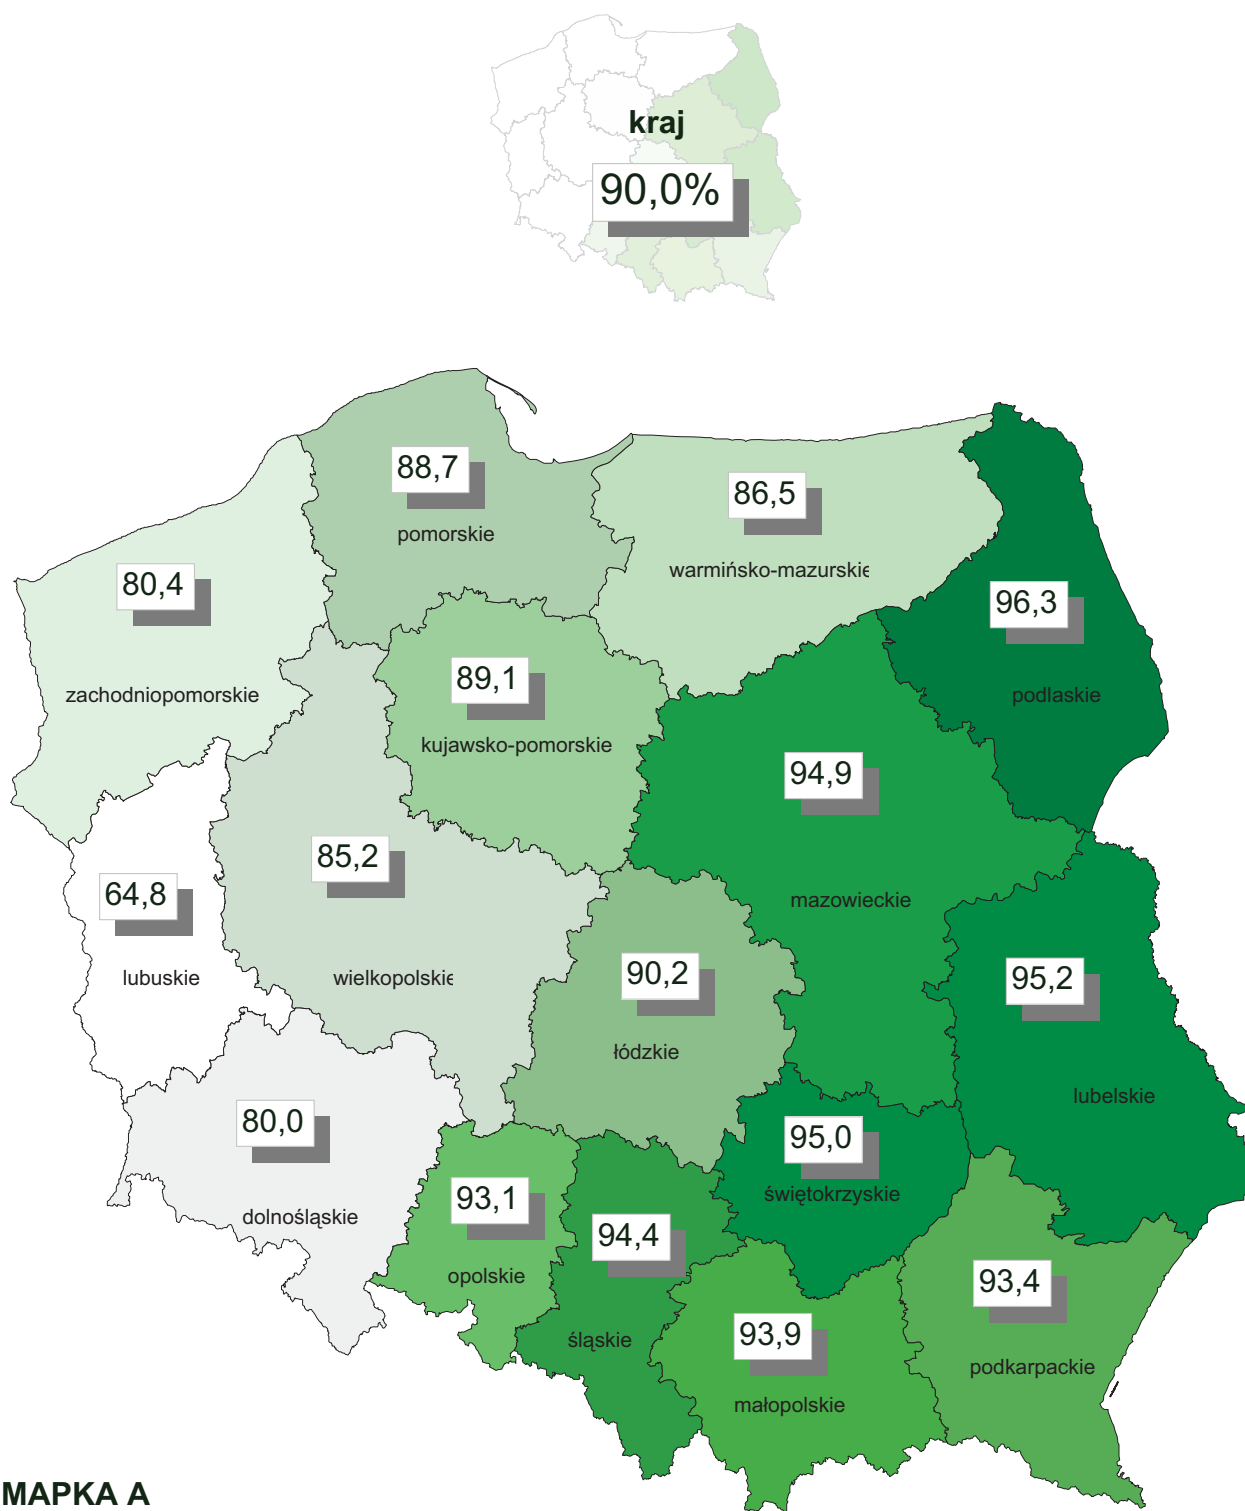 kraj
90,0%
88,7
pomorskie
86,5
warmińsko-mazurskie
80,4
zachodniopomorskie
96,3
podlaskie
89,1
kujawsko-pomorskie
94,9
mazowieckie
85,2
wielkopolskie
64,8
lubuskie
90,2
łódzkie
95,2
lubelskie
80,0
dolnośląskie
95,0
świętokrzyskie
93,1
opolskie
94,4
śląskie
93,4
podkarpackie
93,9
małopolskie
MAPKA A